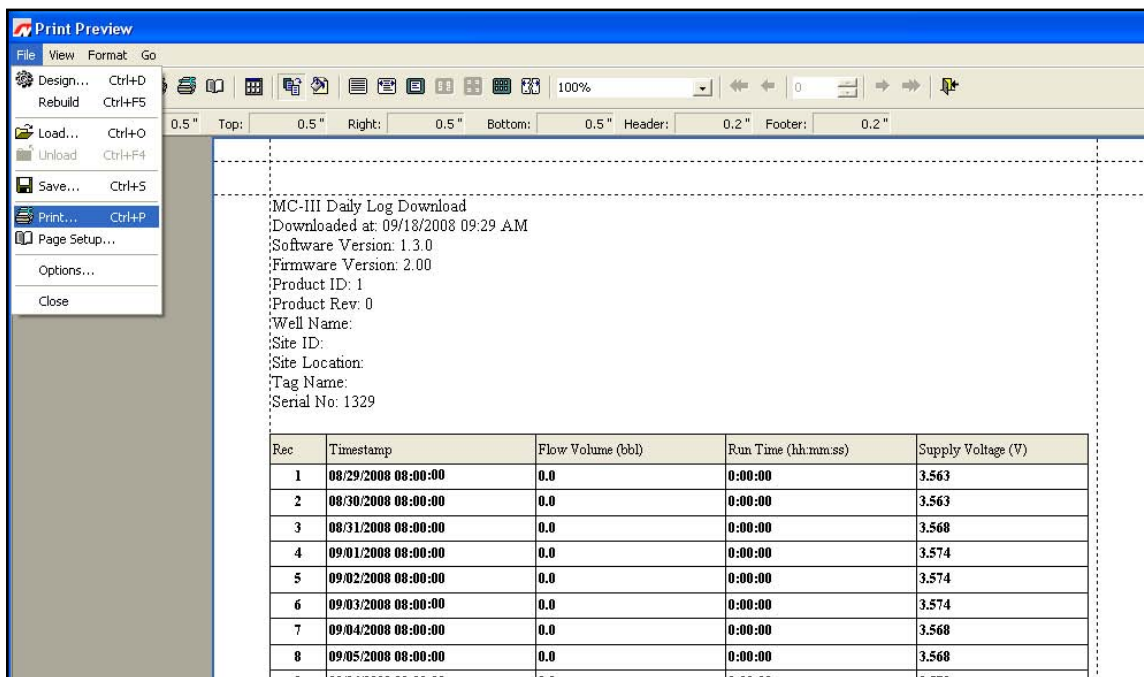 Print Preview
File View Format Go
Design... Ctrl+D
Rebuild Ctrl+F5
Load... Ctrl+O
Unload Ctrl+F4
Save... Ctrl+S
Print... Ctrl+P
Page Setup...
Options...
Close
100% 0
0.5 " Top: 0.5 " Right: 0.5 " Bottom: 0.5 " Header: 0.2 " Footer: 0.2 "
MC-III Daily Log Download
Downloaded at: 09/18/2008 09:29 AM
Software Version: 1.3.0
Firmware Version: 2.00
Product ID: 1
Product Rev: 0
Well Name:
Site ID:
Site Location:
Tag Name:
Serial No: 1329
Rec Timestamp Flow Volume (bbl) Run Time (hh:mm:ss) Supply Voltage (V)
1 08/29/2008 08:00:00 0.0 0:00:00 3.563
2 08/30/2008 08:00:00 0.0 0:00:00 3.563
3 08/31/2008 08:00:00 0.0 0:00:00 3.568
4 09/01/2008 08:00:00 0.0 0:00:00 3.574
5 09/02/2008 08:00:00 0.0 0:00:00 3.574
6 09/03/2008 08:00:00 0.0 0:00:00 3.574
7 09/04/2008 08:00:00 0.0 0:00:00 3.568
8 09/05/2008 08:00:00 0.0 0:00:00 3.568